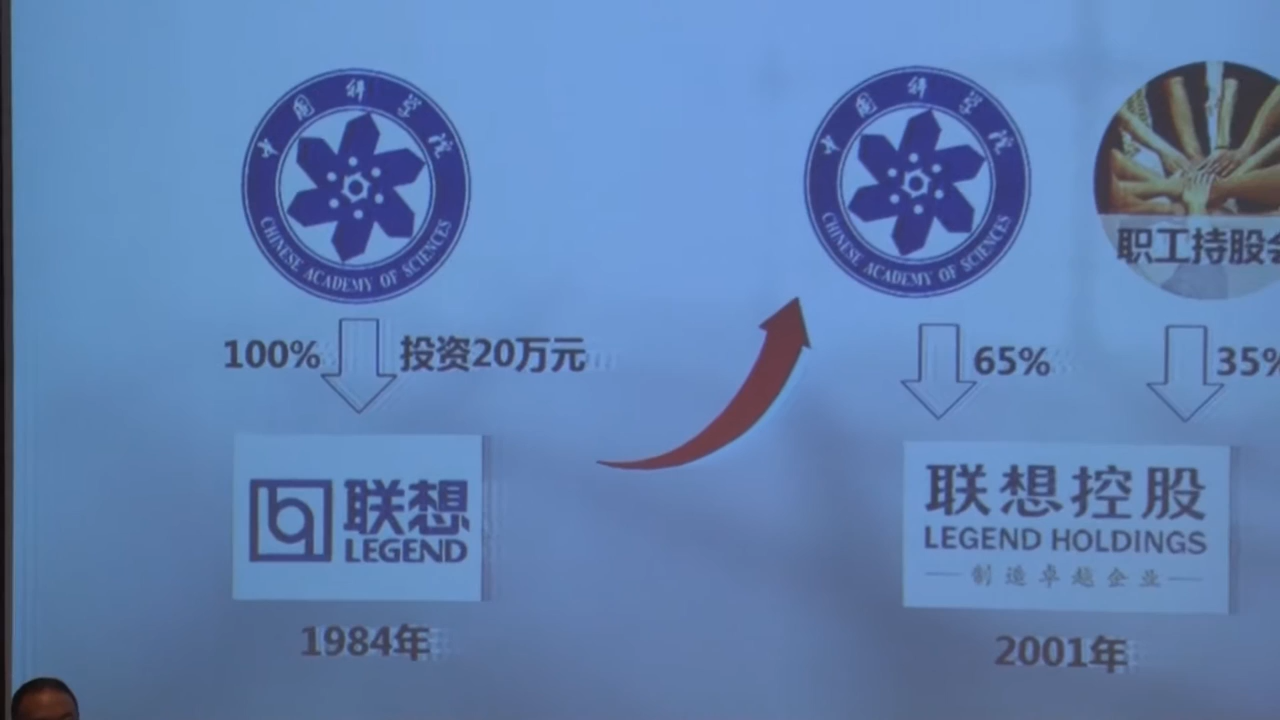 中国科学院
CHINESE ACADEMY OF SCIENCES
100%
投资20万元
联想
LEGEND
1984年
中国科学院
CHINESE ACADEMY OF SCIENCES
职工持股会
65%
35%
联想控股
LEGEND HOLDINGS
制造卓越企业
2001年